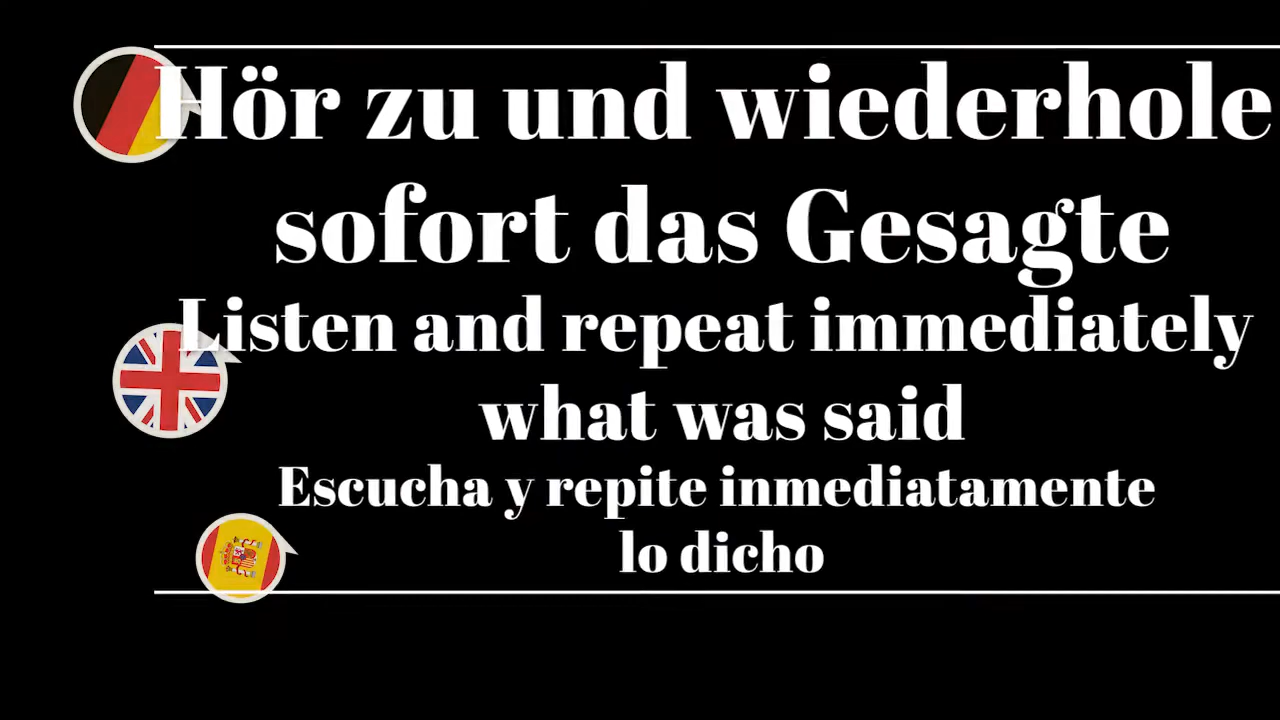 Hör zu und wiederhole
sofort das Gesagte
Listen and repeat immediately
what was said
Escucha y repite inmediatamente
lo dicho